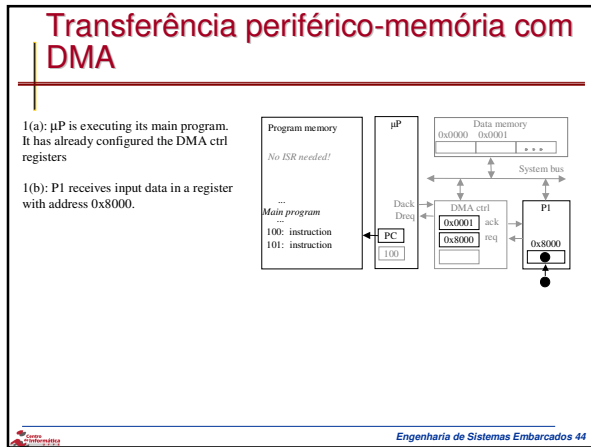 Transferência periférico-memória com
DMA
1(a): μP is executing its main program.
It has already configured the DMA ctrl
registers
1(b): P1 receives input data in a register
with address 0x8000.
Program memory
No ISR needed!
...
Main program
...
100: instruction
101: instruction
μP
Dack
Dreq
PC
100
Data memory
0x0000 0x0001
...
System bus
DMA ctrl
0x0001
ack
0x8000
req
P1
0x8000
Centro
de Informática
Engenharia de Sistemas Embarcados 44